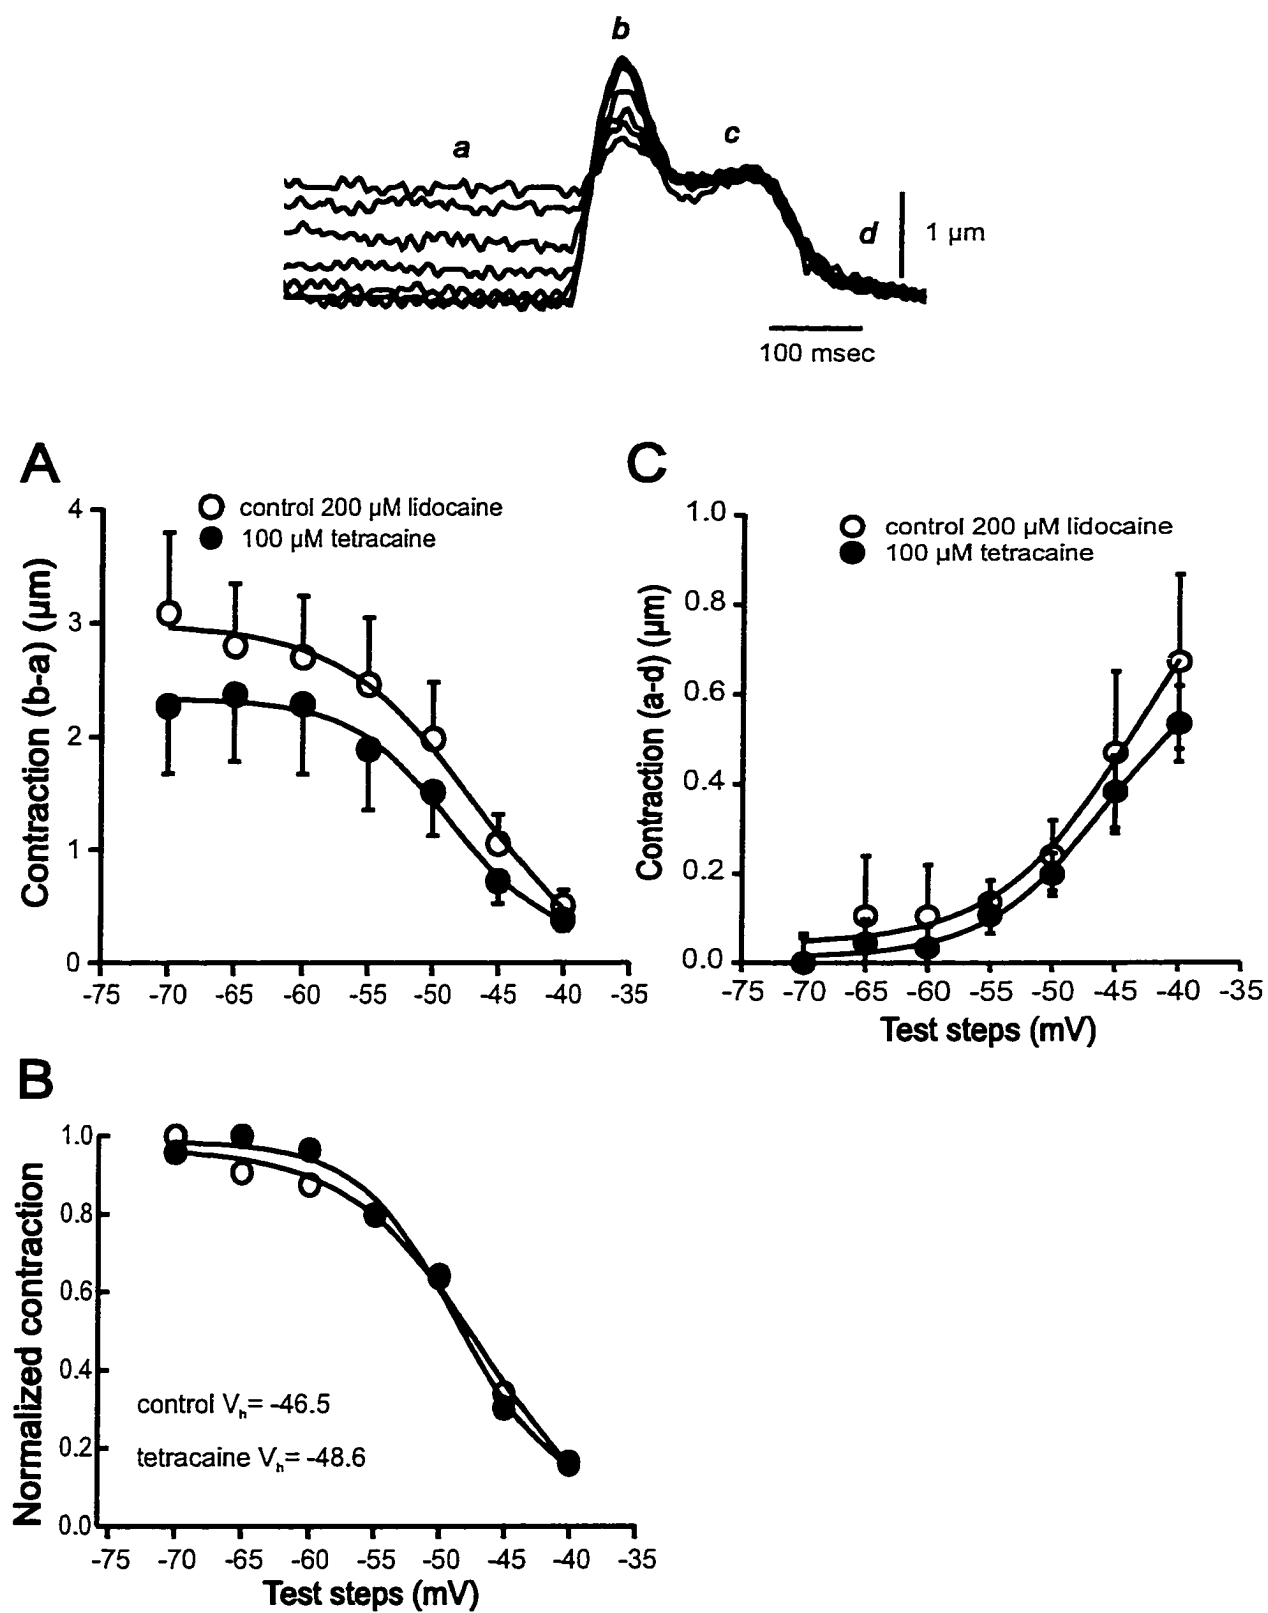 b
a
c
d
1 µm
100 msec
A
C
control 200 µM lidocaine
100 µM tetracaine
Contraction (b-a) (µm)
4
3
2
1
0
-75 -70 -65 -60 -55 -50 -45 -40 -35
control 200 µM lidocaine
100 µM tetracaine
Contraction (a-d) (µm)
1.0
0.8
0.6
0.4
0.2
0.0
-75 -70 -65 -60 -55 -50 -45 -40 -35
Test steps (mV)
B
Normalized contraction
1.0
0.8
0.6
0.4
0.2
0.0
control Vh= -46.5
tetracaine Vh= -48.6
-75 -70 -65 -60 -55 -50 -45 -40 -35
Test steps (mV)